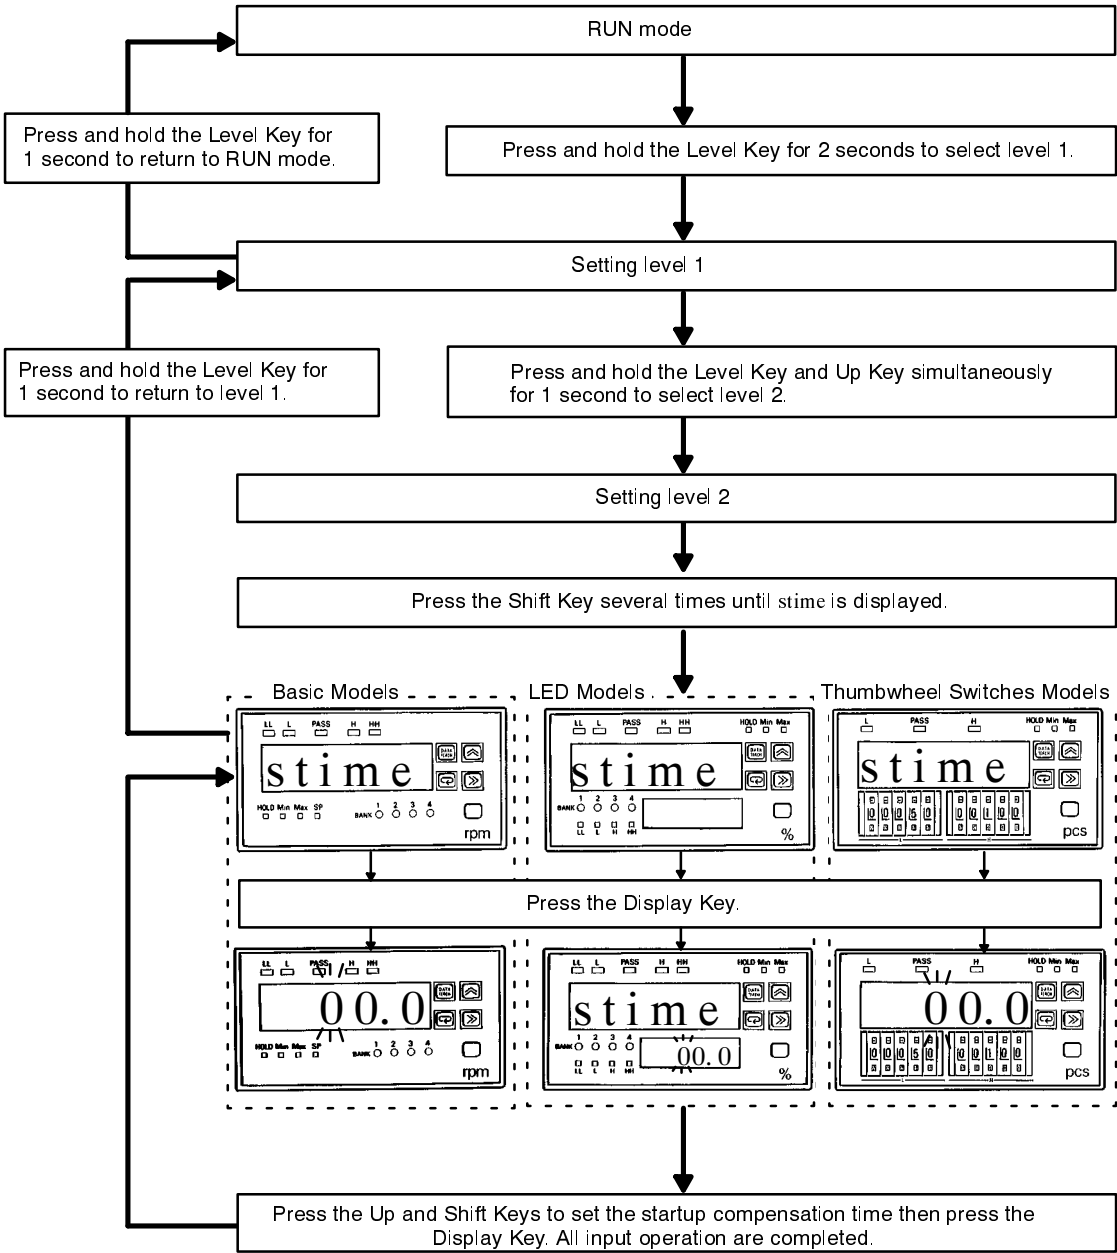 RUN mode
Press and hold the Level Key for
1 second to return to RUN mode.
Press and hold the Level Key for 2 seconds to select level 1.
Setting level 1
Press and hold the Level Key for
1 second to return to level 1.
Press and hold the Level Key and Up Key simultaneously
for 1 second to select level 2.
Setting level 2
Press the Shift Key several times until stime is displayed.
Basic Models
LL L PASS H HH
stime
HOLD Min Max SP
BANK 1 2 3 4
rpm
LED Models
LL L PASS H HH
HOLD Min Max
stime
BANK 1 2 3 4
LL L H HH
%
Thumbwheel Switches Models
L PASS H
HOLD Min Max
stime
pcs
Press the Display Key.
LL L PASS H HH
00.0
HOLD Min Max SP
BANK 1 2 3 4
rpm
LL L PASS H HH
HOLD Min Max
stime
BANK 1 2 3 4
00.0
LL L H HH
%
L PASS H
HOLD Min Max
00.0
pcs
Press the Up and Shift Keys to set the startup compensation time then press the
Display Key. All input operation are completed.